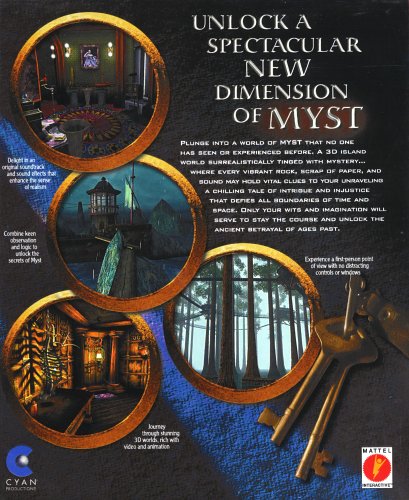 UNLOCK A
SPECTACULAR
NEW
DIMENSION
OF MYST
PLUNGE INTO A WORLD OF MYST THAT NO ONE
HAS SEEN OR EXPERIENCED BEFORE. A 3D ISLAND
WORLD SURREALISTICALLY TINGED WITH MYSTERY...
WHERE EVERY VIBRANT ROCK, SCRAP OF PAPER, AND
SOUND MAY HOLD VITAL CLUES TO YOUR UNRAVELING
A CHILLING TALE OF INTRIGUE AND INJUSTICE
THAT DEFIES ALL BOUNDARIES OF TIME AND
SPACE. ONLY YOUR WITS AND IMAGINATION WILL
SERVE TO STAY THE COURSE AND UNLOCK THE
ANCIENT BETRAYAL OF AGES PAST.
Delight in an
original soundtrack
and sound effects that
enhance the sense
of realism
Combine keen
observation
and logic to
unlock the
secrets of Myst
Experience a first-person point
of view with no distracting
controls or windows
Journey
through stunning
3D worlds, rich with
video and animation
CYAN
PRODUCTIONS
MATTEL
INTERACTIVE